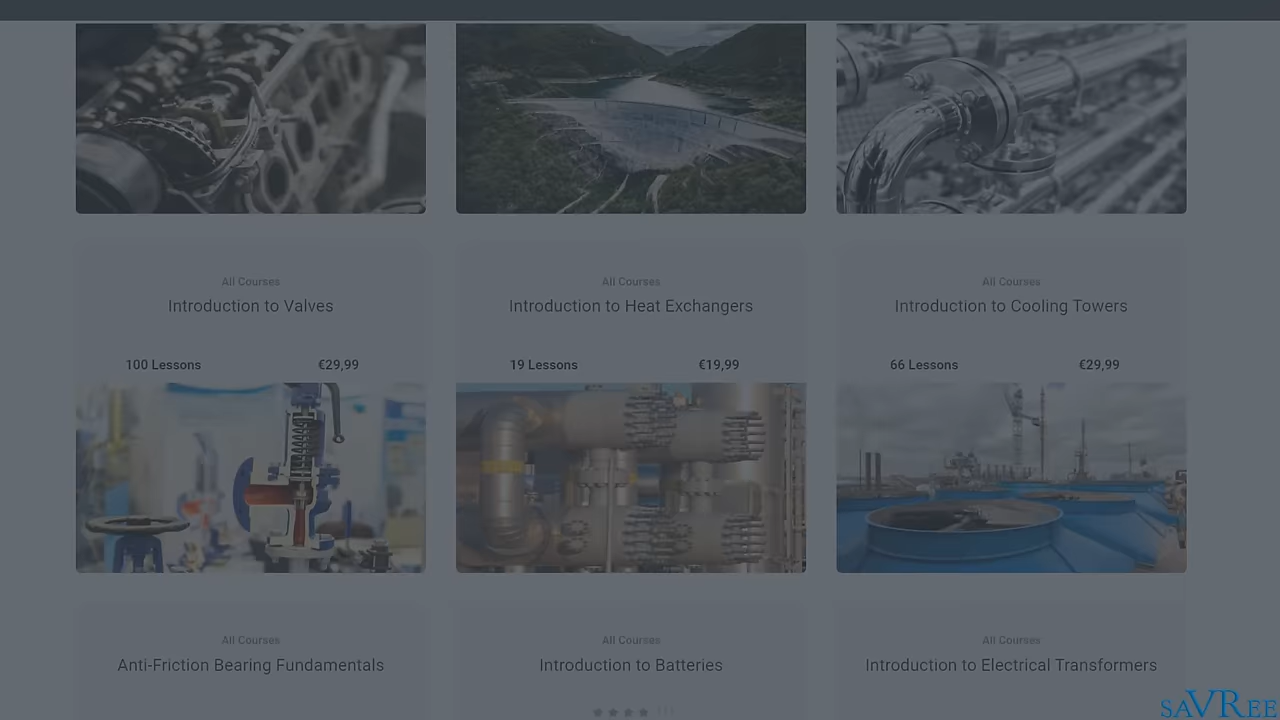 All Courses
Introduction to Valves
100 Lessons
€29,99
All Courses
Introduction to Heat Exchangers
19 Lessons
€19,99
All Courses
Introduction to Cooling Towers
66 Lessons
€29,99
All Courses
Anti-Friction Bearing Fundamentals
All Courses
Introduction to Batteries
All Courses
Introduction to Electrical Transformers
saVRee